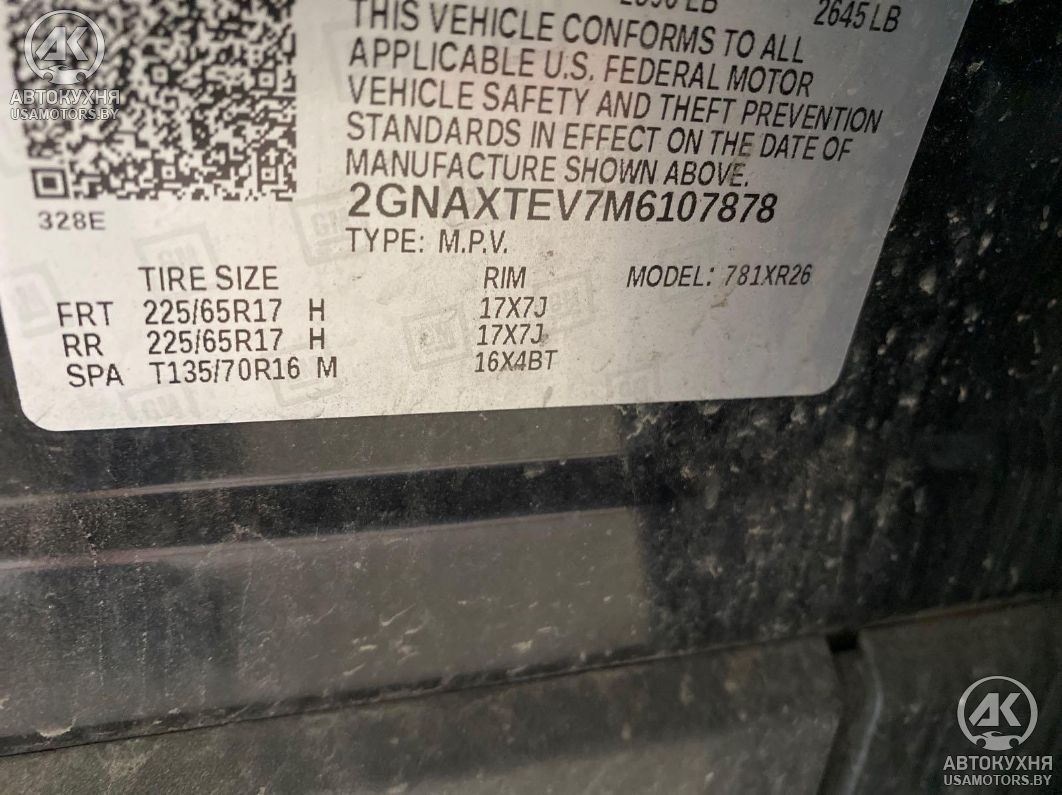 2645 LB
THIS VEHICLE CONFORMS TO ALL
APPLICABLE U.S. FEDERAL MOTOR
VEHICLE SAFETY AND THEFT PREVENTION
STANDARDS IN EFFECT ON THE DATE OF
MANUFACTURE SHOWN ABOVE.
2GNAXTEV7M6107878
328E
TYPE: M.P.V.
TIRE SIZE RIM MODEL: 781XR26
FRT 225/65R17 H 17X7J
RR 225/65R17 H 17X7J
SPA T135/70R16 M 16X4BT
АК
АВТОКУХНЯ
USAMOTORS.BY
АК
АВТОКУХНЯ
USAMOTORS.BY